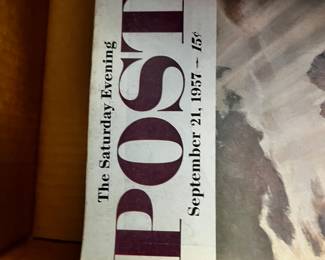 The Saturday Evening
POST
September 21, 1957 – 15¢